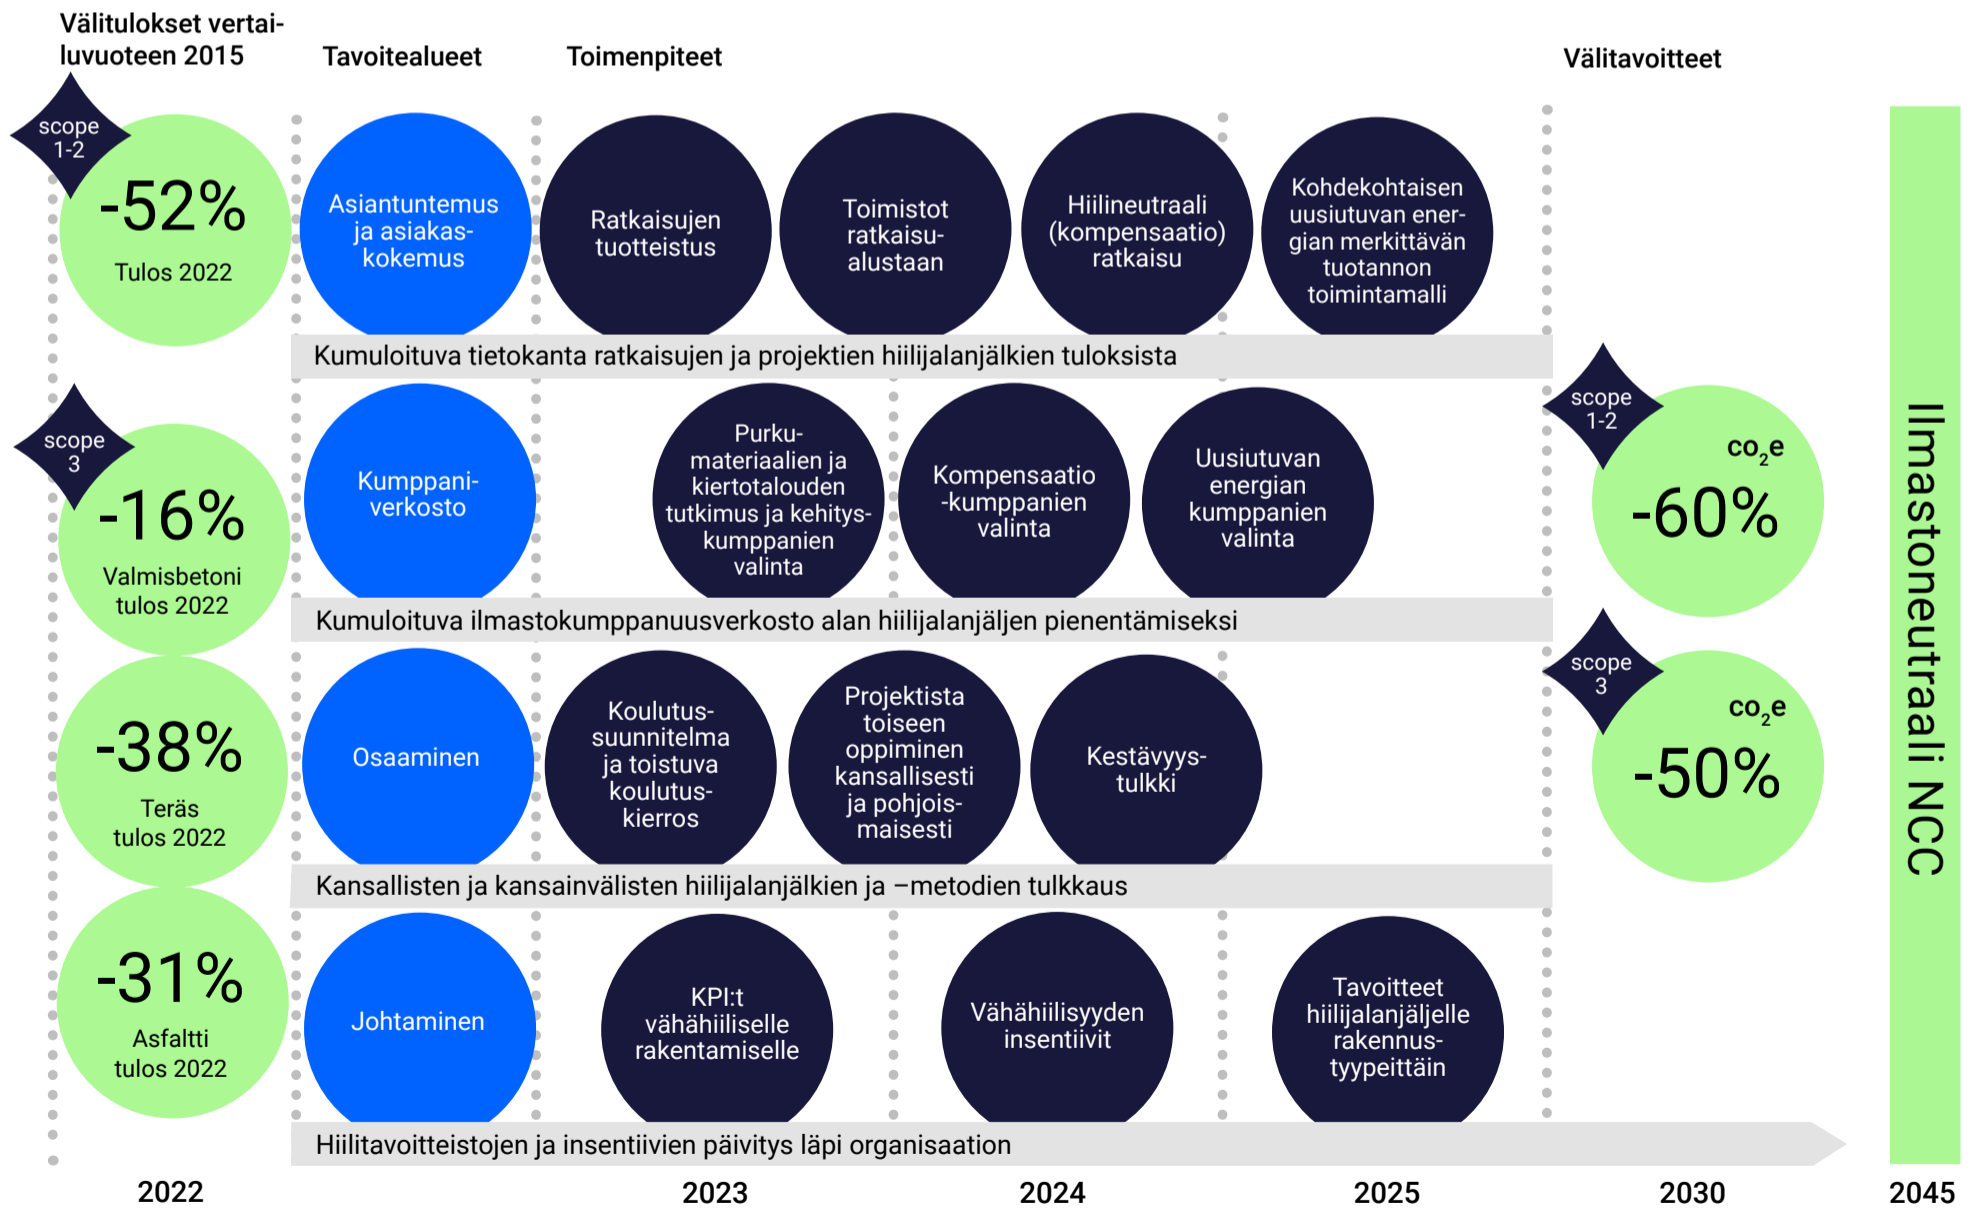 Välitulokset vertai-
luvuoteen 2015
Tavoitealueet
Toimenpiteet
Välitavoitteet
scope
1-2
-52%
Tulos 2022
Asiantuntemus
ja asiakas-
kokemus
Ratkaisujen
tuotteistus
Toimistot
ratkaisu-
alustaan
Hiilineutraali
(kompensaatio)
ratkaisu
Kohdekohtaisen
uusiutuvan ener-
gian merkittävän
tuotannon
toimintamalli
Kumuloituva tietokanta ratkaisujen ja projektien hiilijalanjälkien tuloksista
scope
3
-16%
Valmisbetoni
tulos 2022
Kumppani-
verkosto
Purku-
materiaalien ja
kiertotalouden
tutkimus ja kehitys-
kumppanien
valinta
Kompensaatio
-kumppanien
valinta
Uusiutuvan
energian
kumppanien
valinta
scope
1-2
co₂e
-60%
Kumuloituva ilmastokumppanuusverkosto alan hiilijalanjäljen pienentämiseksi
-38%
Teräs
tulos 2022
Osaaminen
Koulutus-
suunnitelma
ja toistuva
koulutus-
kierros
Projektista
toiseen
oppiminen
kansallisesti
ja pohjois-
maisesti
Kestävyys-
tulkki
scope
3
co₂e
-50%
Kansallisten ja kansainvälisten hiilijalanjälkien ja –metodien tulkkaus
-31%
Asfaltti
tulos 2022
Johtaminen
KPI:t
vähähiiliselle
rakentamiselle
Vähähiilisyyden
insentiivit
Tavoitteet
hiilijalanjäljelle
rakennus-
tyypeittäin
Hiilitavoitteistojen ja insentiivien päivitys läpi organisaation
Ilmastoneutraali NCC
2022
2023
2024
2025
2030
2045